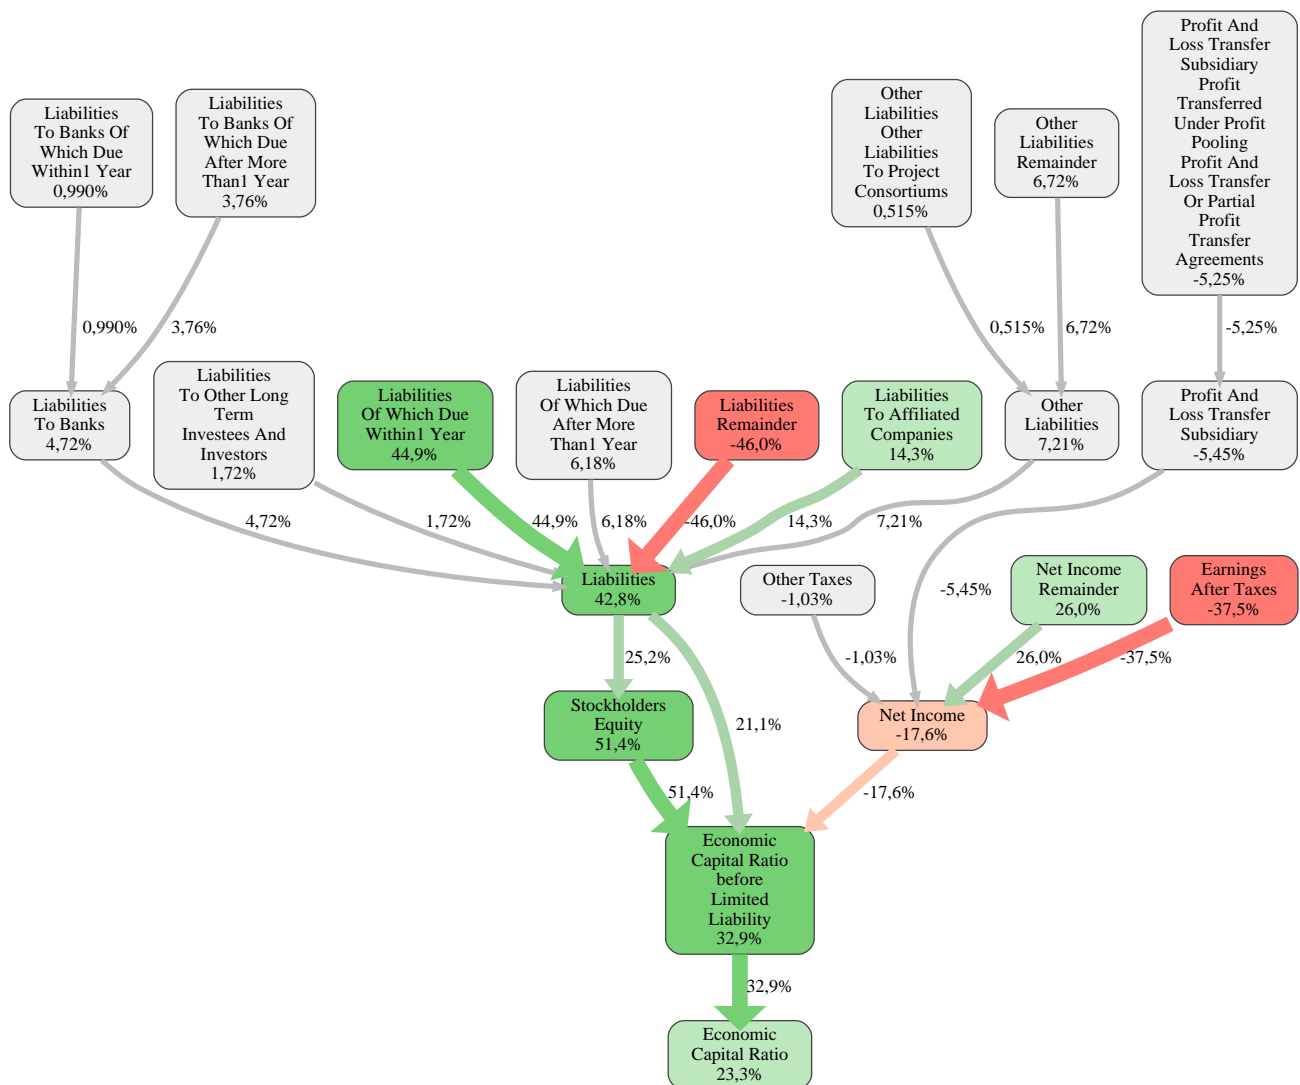 Profit And
Loss Transfer
Subsidiary
Profit
Transferred
Under Profit
Pooling
Profit And
Loss Transfer
Or Partial
Profit
Transfer
Agreements
-5,25%
Liabilities
To Banks Of
Which Due
Within1 Year
0,990%
Liabilities
To Banks Of
Which Due
After More
Than1 Year
3,76%
Other
Liabilities
Other
Liabilities
To Project
Consortiums
0,515%
Other
Liabilities
Remainder
6,72%
0,990%
3,76%
0,515%
6,72%
-5,25%
Liabilities
To Banks
4,72%
Liabilities
To Other Long
Term
Investees And
Investors
1,72%
Liabilities
Of Which Due
Within1 Year
44,9%
Liabilities
Of Which Due
After More
Than1 Year
6,18%
Liabilities
Remainder
-46,0%
Liabilities
To Affiliated
Companies
14,3%
Other
Liabilities
7,21%
Profit And
Loss Transfer
Subsidiary
-5,45%
4,72%
1,72%
44,9%
6,18%
-46,0%
14,3%
7,21%
Liabilities
42,8%
Other Taxes
-1,03%
-5,45%
Net Income
Remainder
26,0%
Earnings
After Taxes
-37,5%
25,2%
-1,03%
26,0%
-37,5%
Stockholders
Equity
51,4%
21,1%
Net Income
-17,6%
51,4%
-17,6%
Economic
Capital Ratio
before
Limited
Liability
32,9%
32,9%
Economic
Capital Ratio
23,3%